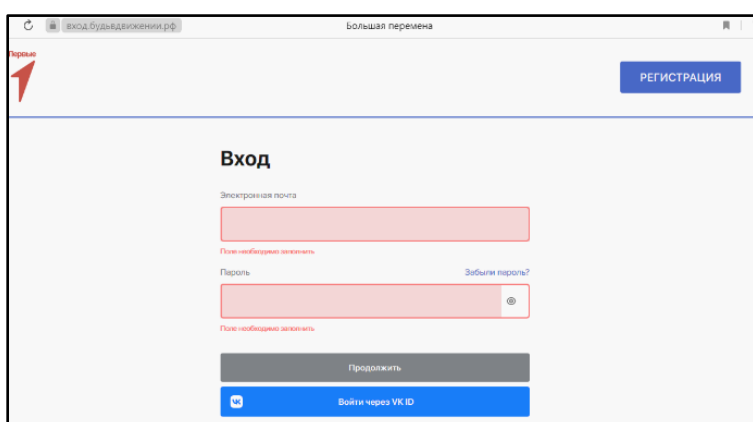 вход.будьвдвижении.рф
Большая перемена
Первые
РЕГИСТРАЦИЯ
Вход
Электронная почта
Поле необходимо заполнить
Пароль
Забыли пароль?
Поле необходимо заполнить
Продолжить
Войти через VK ID